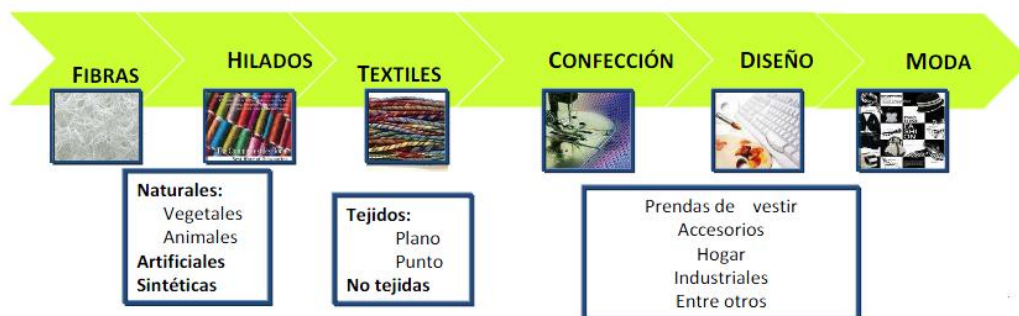 FIBRAS
HILADOS
TEXTILES
CONFECCIÓN
DISEÑO
MODA
Naturales:
Vegetales
Animales
Artificiales
Sintéticas
Tejidos:
Plano
Punto
No tejidas
Prendas de vestir
Accesorios
Hogar
Industriales
Entre otros